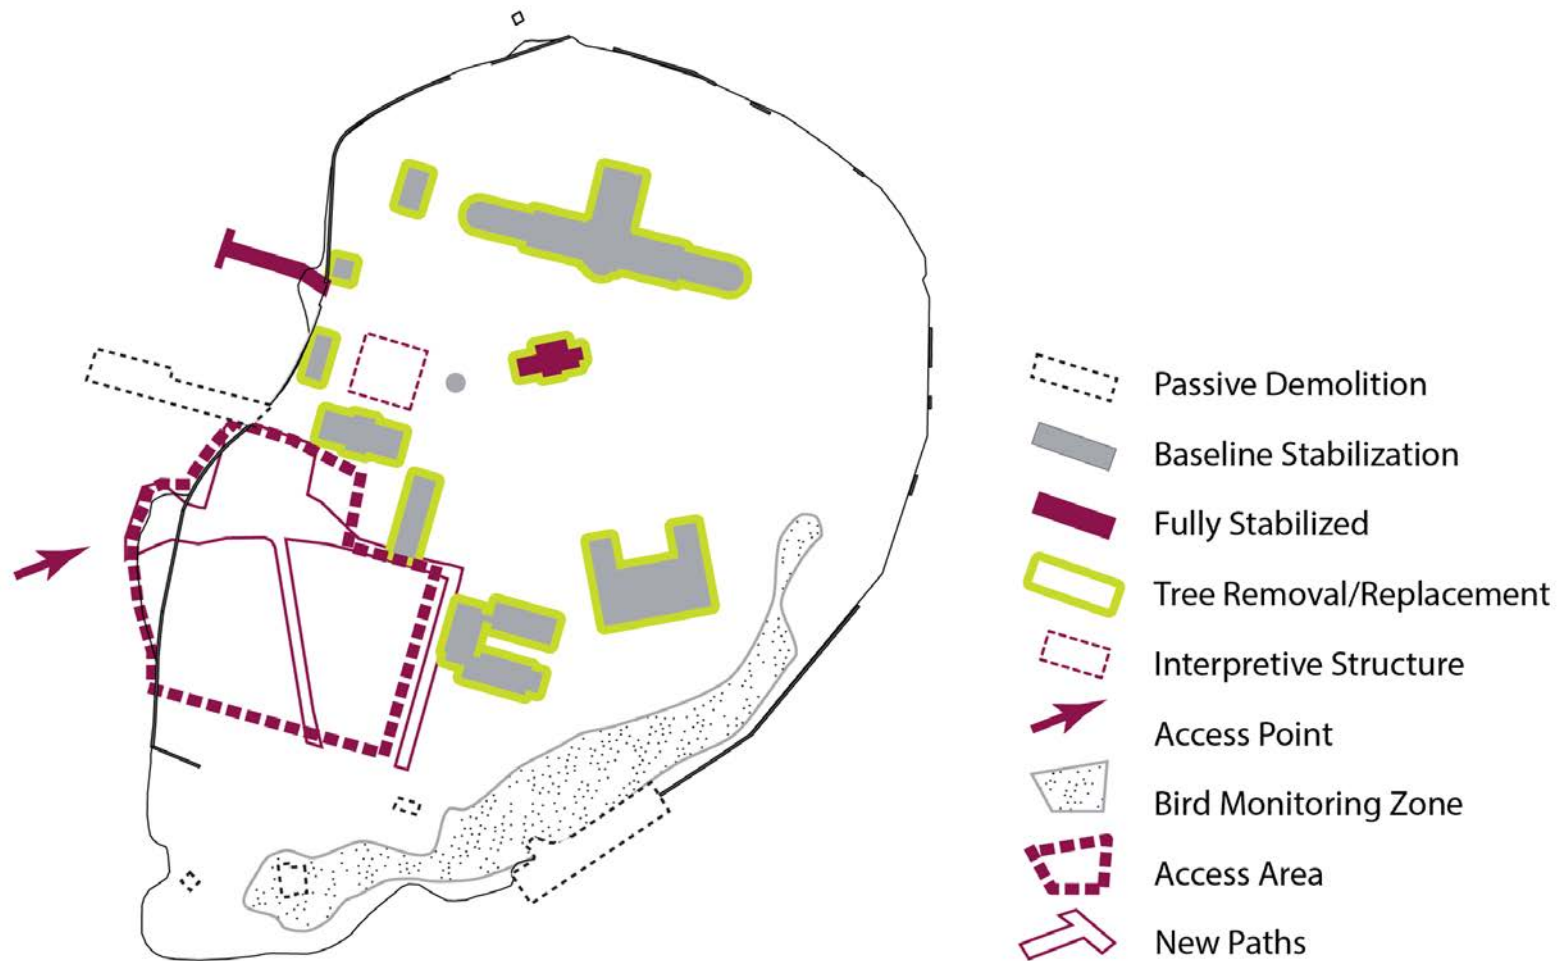 Passive Demolition
Baseline Stabilization
Fully Stabilized
Tree Removal/Replacement
Interpretive Structure
Access Point
Bird Monitoring Zone
Access Area
New Paths